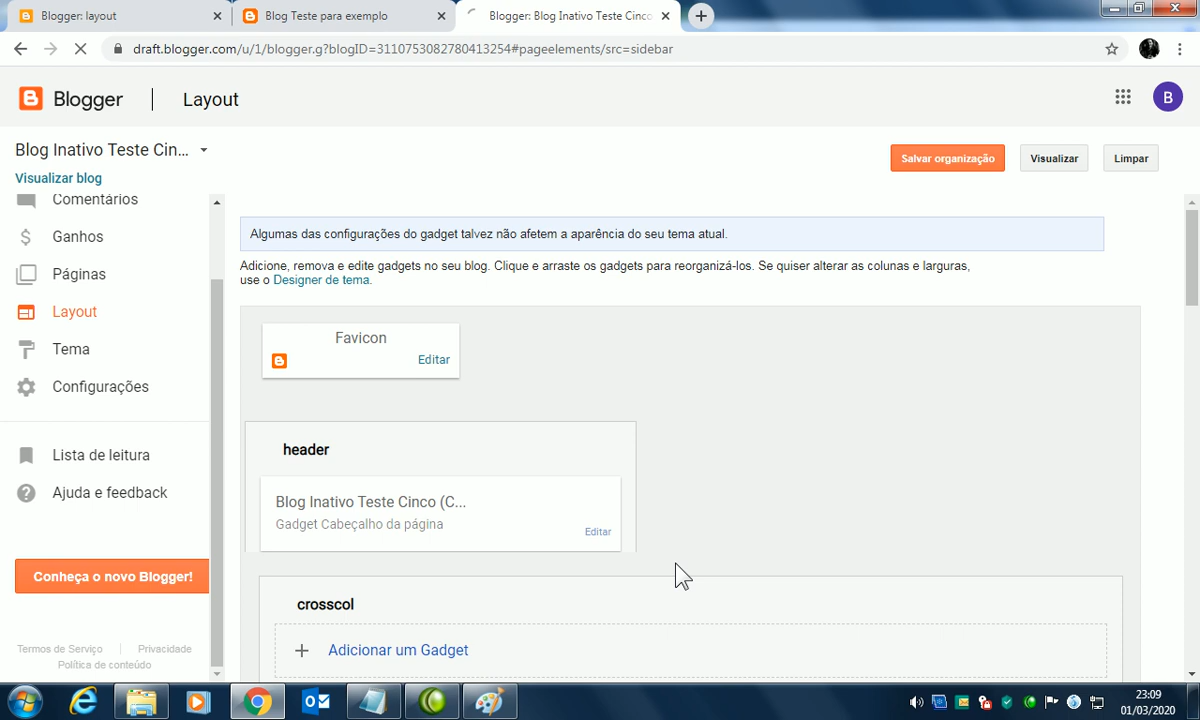 Blogger: layout
Blog Teste para exemplo
Blogger: Blog Inativo Teste Cinco
draft.blogger.com/u/1/blogger.g?blogID=3110753082780413254#pageelements/src=sidebar
Blogger
Layout
B
Blog Inativo Teste Cin...
Salvar organização
Visualizar
Limpar
Visualizar blog
Comentários
Ganhos
Páginas
Layout
Tema
Configurações
Lista de leitura
Ajuda e feedback
Conheça o novo Blogger!
Termos de Serviço
Privacidade
Política de conteúdo
Algumas das configurações do gadget talvez não afetem a aparência do seu tema atual.
Adicione, remova e edite gadgets no seu blog. Clique e arraste os gadgets para reorganizá-los. Se quiser alterar as colunas e larguras,
use o Designer de tema.
Favicon
Editar
header
Blog Inativo Teste Cinco (C...
Gadget Cabeçalho da página
Editar
crosscol
Adicionar um Gadget
23:09
01/03/2020